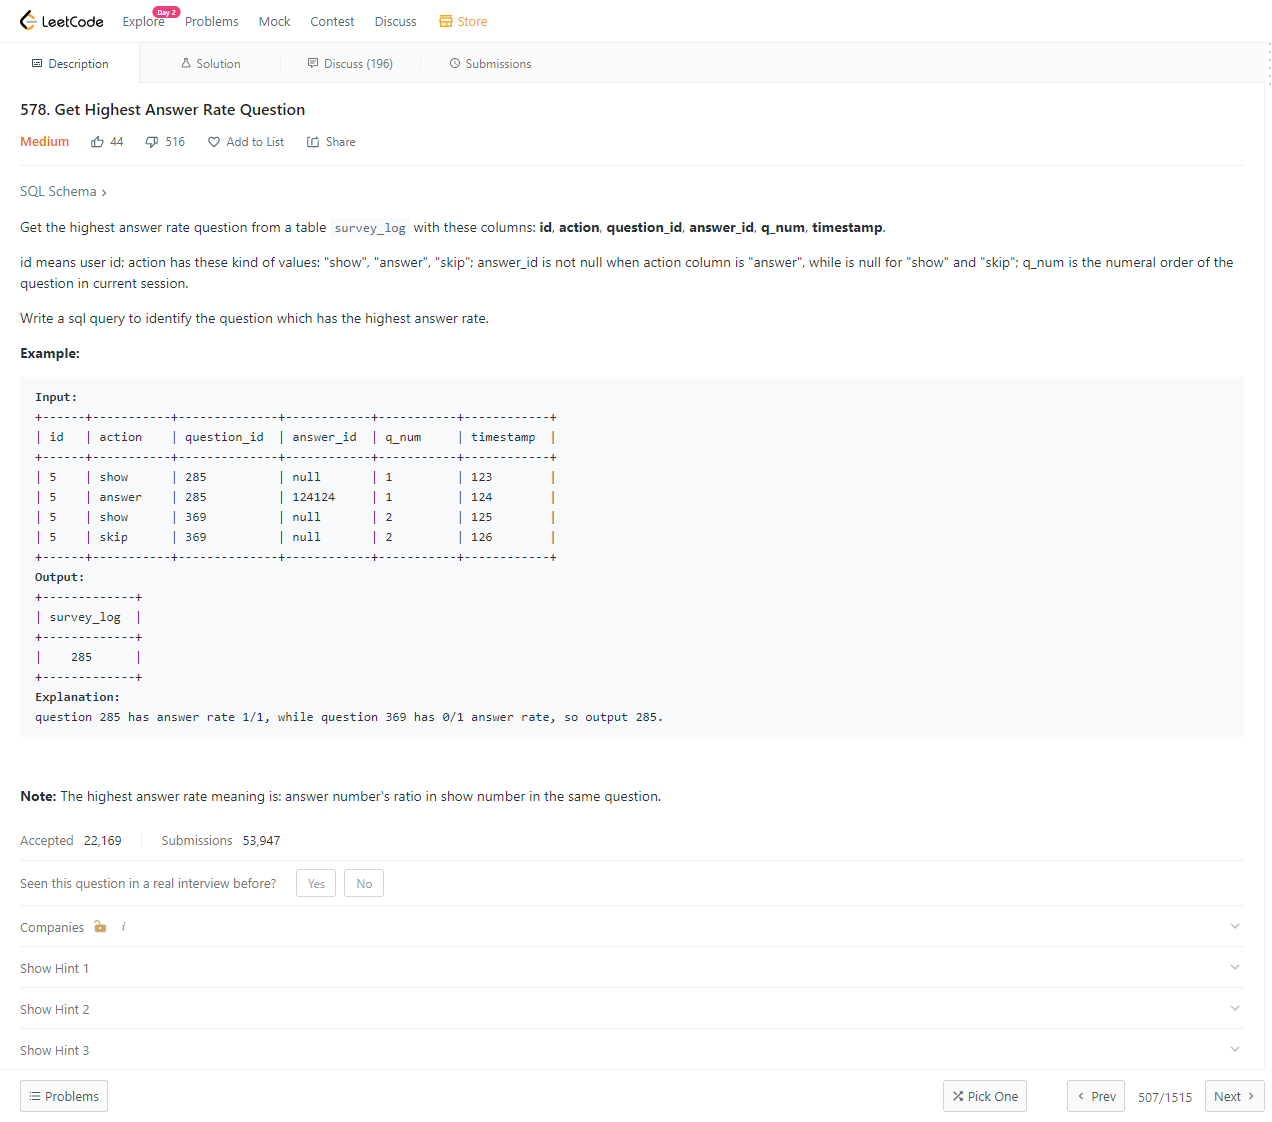 LeetCode Explore Day 2 Problems Mock Contest Discuss Store
Description Solution Discuss (196) Submissions
578. Get Highest Answer Rate Question
Medium 44 516 Add to List Share
SQL Schema
Get the highest answer rate question from a table survey_log with these columns: id, action, question_id, answer_id, q_num, timestamp.
id means user id; action has these kind of values: "show", "answer", "skip"; answer_id is not null when action column is "answer", while is null for "show" and "skip"; q_num is the numeral order of the
question in current session.
Write a sql query to identify the question which has the highest answer rate.
Example:
Input:
+------+-----------+--------------+------------+-----------+-----------+
| id   | action    | question_id  | answer_id  | q_num     | timestamp  |
+------+-----------+--------------+------------+-----------+-----------+
| 5    | show      | 285          | null       | 1         | 123        |
| 5    | answer    | 285          | 124124     | 1         | 124        |
| 5    | show      | 369          | null       | 2         | 125        |
| 5    | skip      | 369          | null       | 2         | 126        |
+------+-----------+--------------+------------+-----------+-----------+
Output:
+-------------+
| survey_log  |
+-------------+
|    285      |
+-------------+
Explanation:
question 285 has answer rate 1/1, while question 369 has 0/1 answer rate, so output 285.
Note: The highest answer rate meaning is: answer number's ratio in show number in the same question.
Accepted 22,169 Submissions 53,947
Seen this question in a real interview before? Yes No
Companies i
Show Hint 1
Show Hint 2
Show Hint 3
Problems Pick One Prev 507/1515 Next